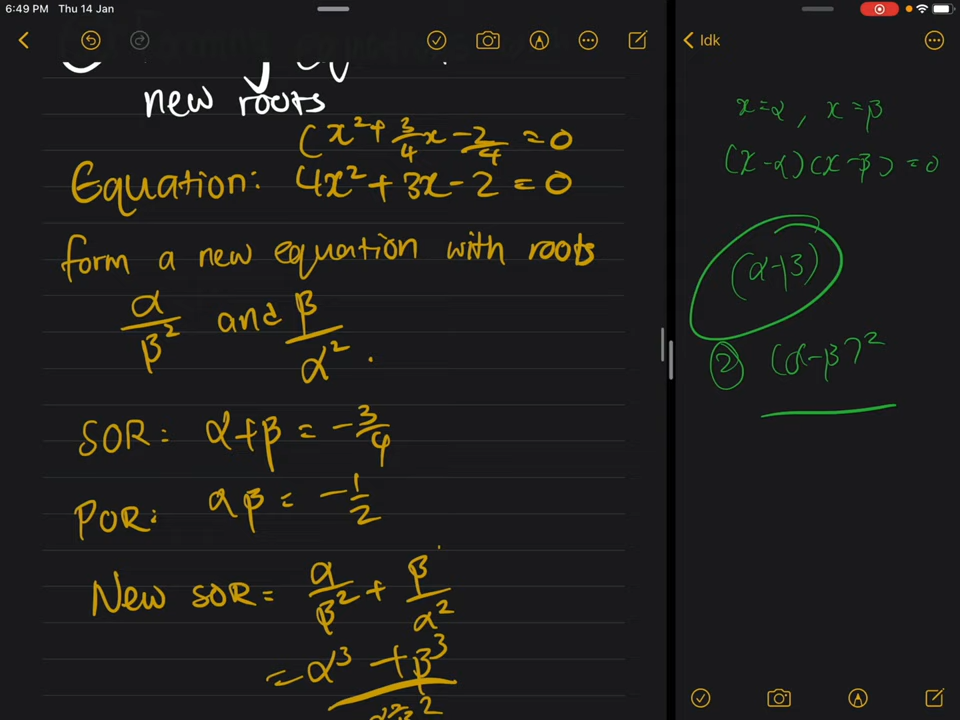 6:49 PM Thu 14 Jan
new roots
(x² + 3/4 x - 2/4 = 0
Equation: 4x² + 3x - 2 = 0
form a new equation with roots
α/β² and β/α².
SOR: α+β = -3/4
POR: αβ = -1/2
New SOR = α/β² + β/α²
= α³ + β³
α²β²
Idk
x=α, x=β
(x-α)(x-β) = 0
(α-β)
② (α-β)²